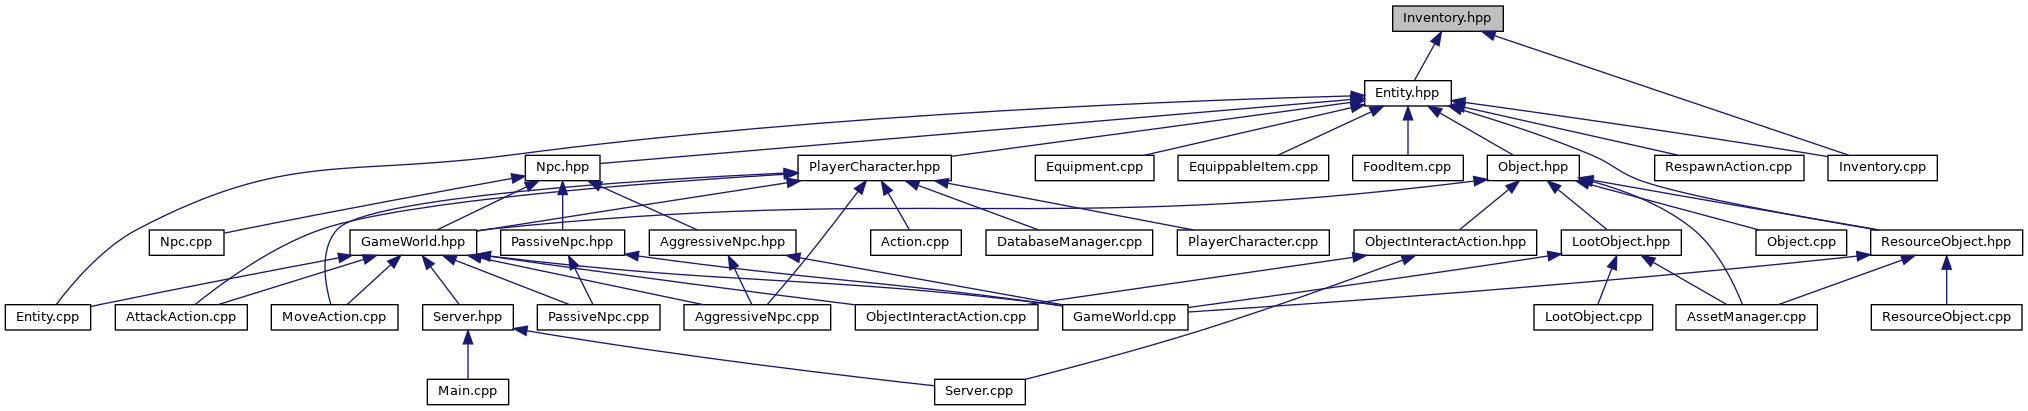 Inventory.hpp
Entity.hpp
Npc.hpp
PlayerCharacter.hpp
Equipment.cpp
EquippableItem.cpp
FoodItem.cpp
Object.hpp
RespawnAction.cpp
Inventory.cpp
Npc.cpp
GameWorld.hpp
PassiveNpc.hpp
AggressiveNpc.hpp
Action.cpp
DatabaseManager.cpp
PlayerCharacter.cpp
ObjectInteractAction.hpp
LootObject.hpp
Object.cpp
ResourceObject.hpp
Entity.cpp
AttackAction.cpp
MoveAction.cpp
Server.hpp
PassiveNpc.cpp
AggressiveNpc.cpp
ObjectInteractAction.cpp
GameWorld.cpp
LootObject.cpp
AssetManager.cpp
ResourceObject.cpp
Main.cpp
Server.cpp